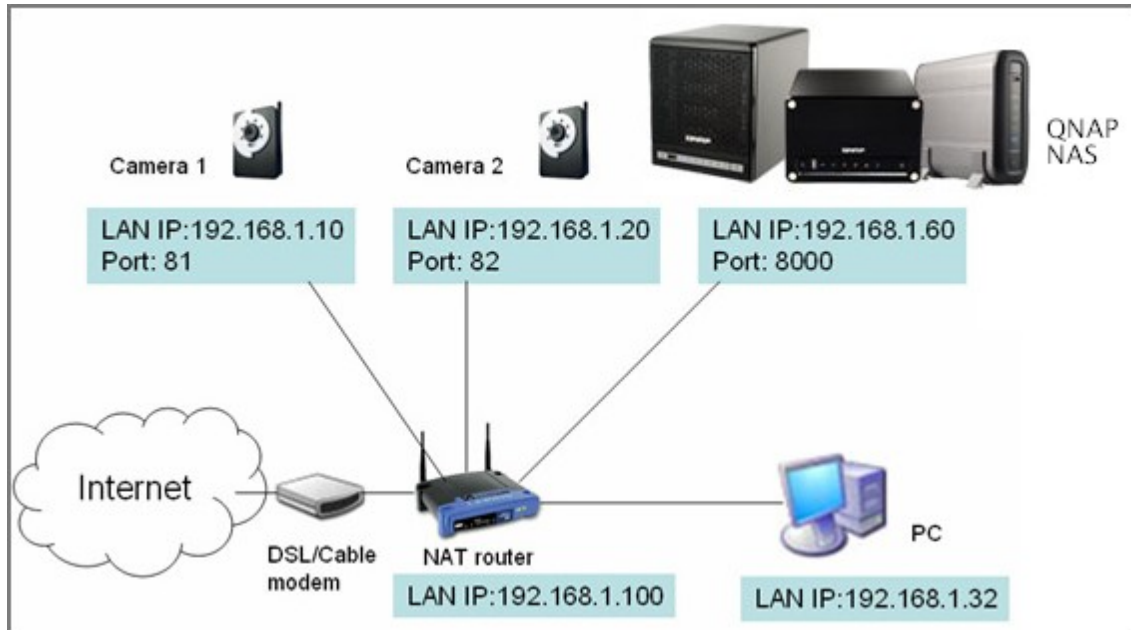 Camera 1
Camera 2
QNAP
NAS
LAN IP:192.168.1.10
Port: 81
LAN IP:192.168.1.20
Port: 82
LAN IP:192.168.1.60
Port: 8000
Internet
DSL/Cable
modem
NAT router
LAN IP:192.168.1.100
PC
LAN IP:192.168.1.32